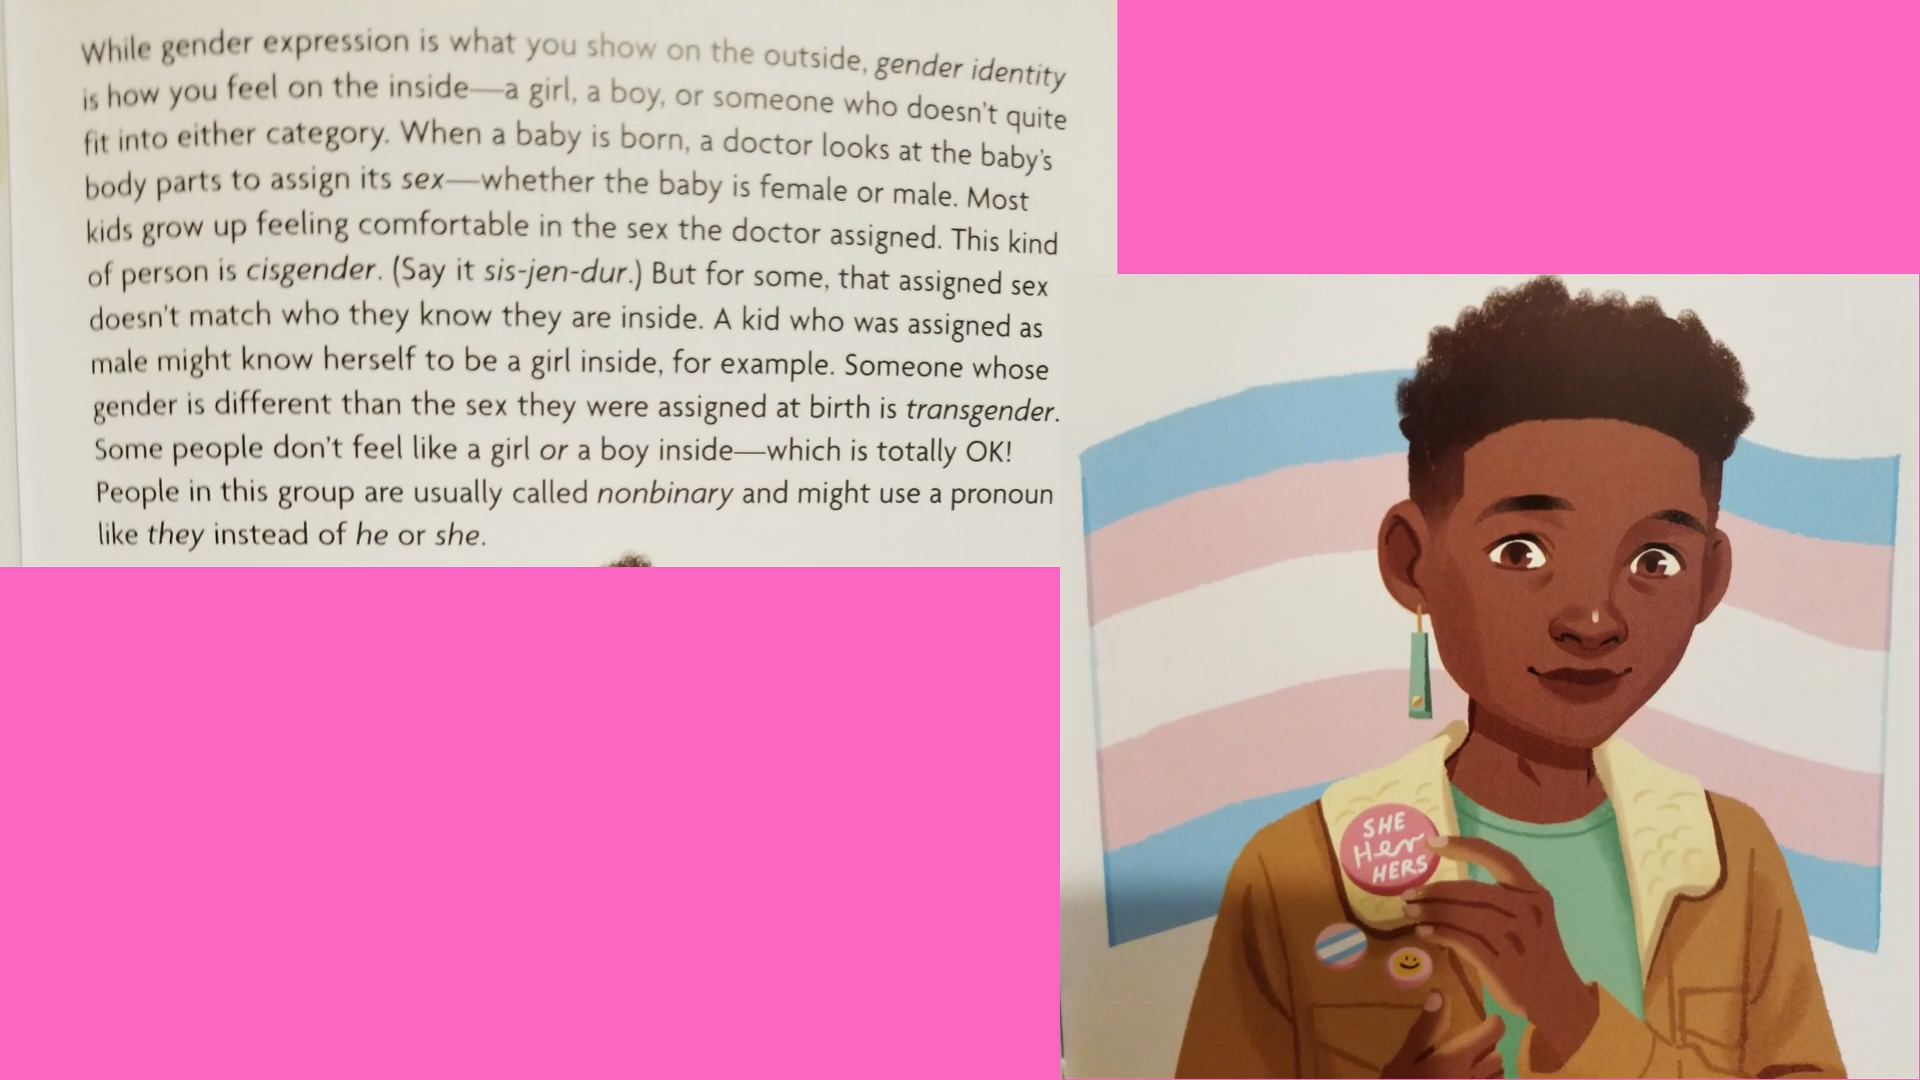 While gender expression is what you show on the outside, gender identity
is how you feel on the inside—a girl, a boy, or someone who doesn't quite
fit into either category. When a baby is born, a doctor looks at the baby's
body parts to assign its sex—whether the baby is female or male. Most
kids grow up feeling comfortable in the sex the doctor assigned. This kind
of person is cisgender. (Say it sis-jen-dur.) But for some, that assigned sex
doesn't match who they know they are inside. A kid who was assigned as
male might know herself to be a girl inside, for example. Someone whose
gender is different than the sex they were assigned at birth is transgender.
Some people don't feel like a girl or a boy inside—which is totally OK!
People in this group are usually called nonbinary and might use a pronoun
like they instead of he or she.
SHE
Her
HERS